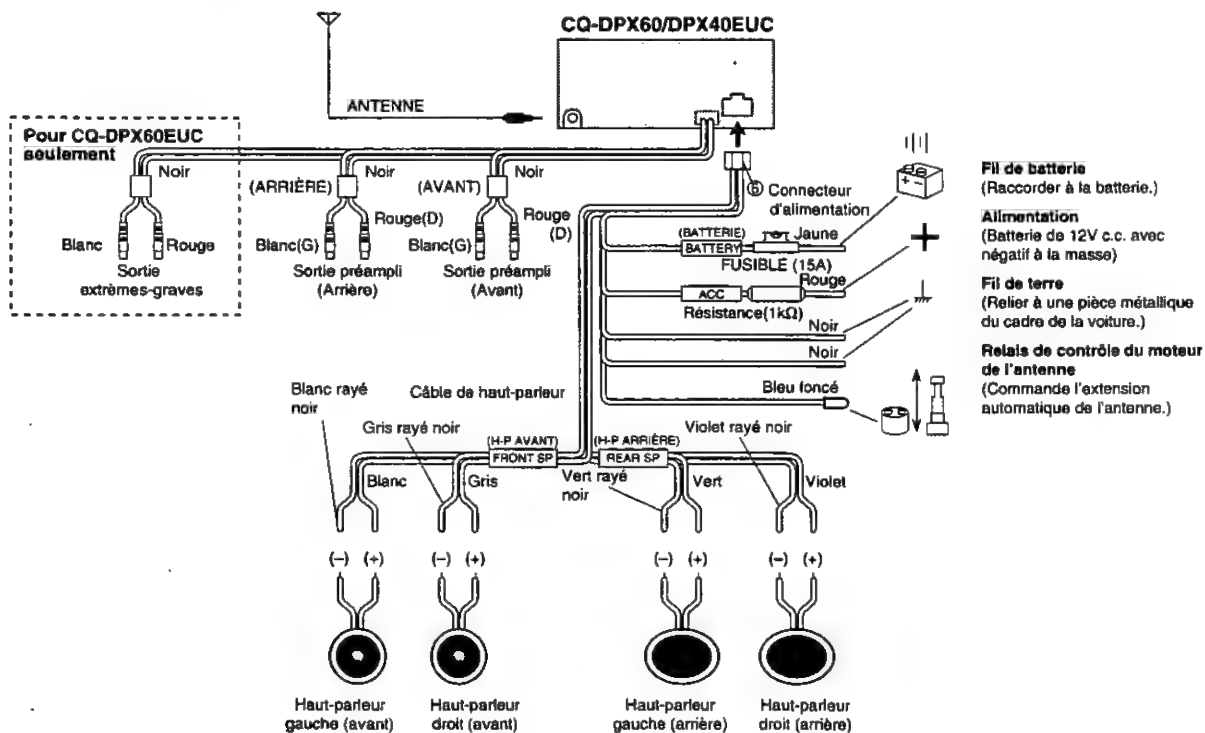 CQ-DPX60/DPX40EUC
ANTENNE
Pour CQ-DPX60EUC
seulement
Noir
Blanc
Rouge
Sortie
extrêmes-graves
(ARRIÈRE)
Noir
Rouge(D)
Blanc(G)
Sortie préampli
(Arrière)
(AVANT)
Noir
Rouge
(D)
Blanc(G)
Sortie préampli
(Avant)
⑥ Connecteur
d'alimentation
(BATTERIE)
BATTERY
Jaune
FUSIBLE (15A)
Rouge
ACC
Résistance(1kΩ)
Noir
Noir
Bleu foncé
Fil de batterie
(Raccorder à la batterie.)
Alimentation
(Batterie de 12V c.c. avec
négatif à la masse)
Fil de terre
(Relier à une pièce métallique
du cadre de la voiture.)
Relais de contrôle du moteur
de l'antenne
(Commande l'extension
automatique de l'antenne.)
Blanc rayé
noir
Câble de haut-parleur
Gris rayé noir
(H-P AVANT)
FRONT SP
(H-P ARRIÈRE)
REAR SP
Violet rayé noir
Blanc
Gris
Vert rayé
noir
Vert
Violet
(−) (+)
(−) (+)
(−) (+)
(−) (+)
Haut-parleur
gauche (avant)
Haut-parleur
droit (avant)
Haut-parleur
gauche (arrière)
Haut-parleur
droit (arrière)